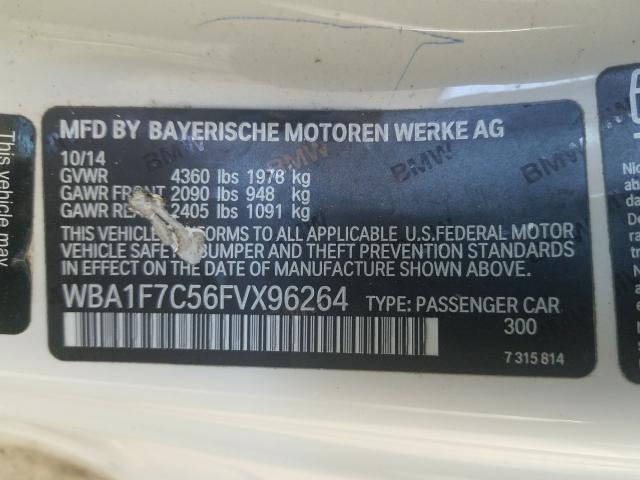 MFD BY BAYERISCHE MOTOREN WERKE AG
10/14
GVWR 4360 lbs 1978 kg
GAWR FRONT 2090 lbs 948 kg
GAWR 2405 lbs 1091 kg
THIS VEHICLE TO ALL APPLICABLE U.S.FEDERAL MOTOR
VEHICLE SAFETY BUMPER AND THEFT PREVENTION STANDARDS
IN EFFECT ON THE DATE OF MANUFACTURE SHOWN ABOVE.
WBA1F7C56FVX96264 TYPE: PASSENGER CAR
300
7 315 814
This vehicle may
BMW
BMW
BMW